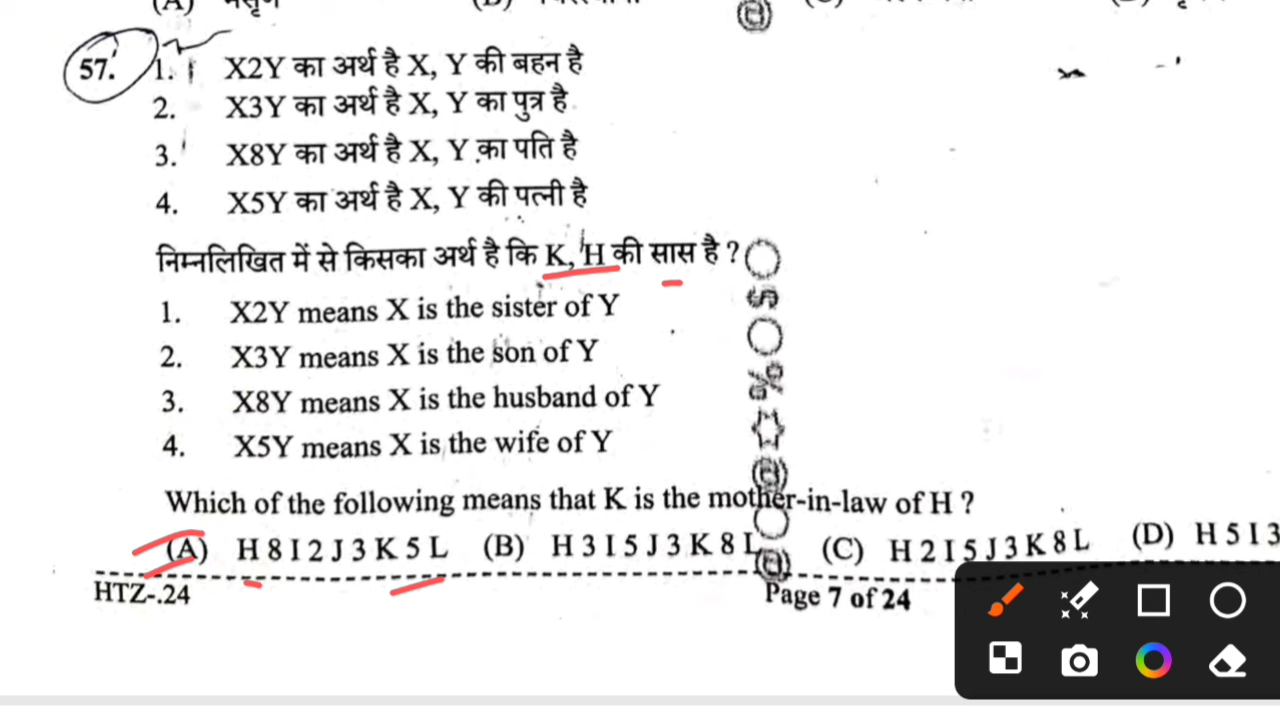 57. 1. X2Y का अर्थ है X, Y की बहन है
2. X3Y का अर्थ है X, Y का पुत्र है
3. X8Y का अर्थ है X, Y का पति है
4. X5Y का अर्थ है X, Y की पत्नी है
निम्नलिखित में से किसका अर्थ है कि K, H की सास है ?
1. X2Y means X is the sister of Y
2. X3Y means X is the son of Y
3. X8Y means X is the husband of Y
4. X5Y means X is the wife of Y
Which of the following means that K is the mother-in-law of H ?
(A) H 8 I 2 J 3 K 5 L (B) H 3 I 5 J 3 K 8 L (C) H 2 I 5 J 3 K 8 L (D) H 5 I 3
HTZ-.24 Page 7 of 24